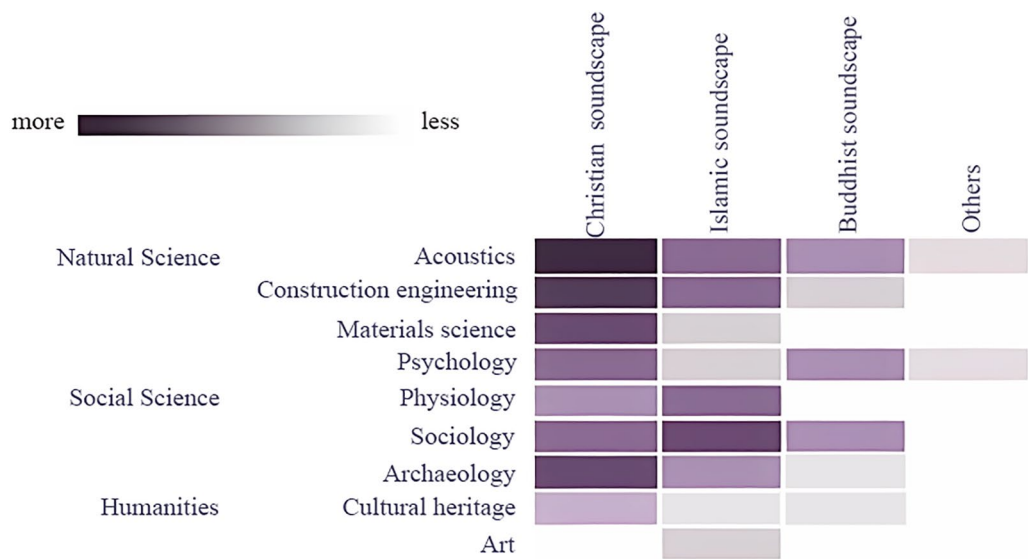 more
less
Christian soundscape
Islamic soundscape
Buddhist soundscape
Others
Natural Science
Acoustics
Construction engineering
Materials science
Psychology
Social Science
Physiology
Sociology
Archaeology
Humanities
Cultural heritage
Art